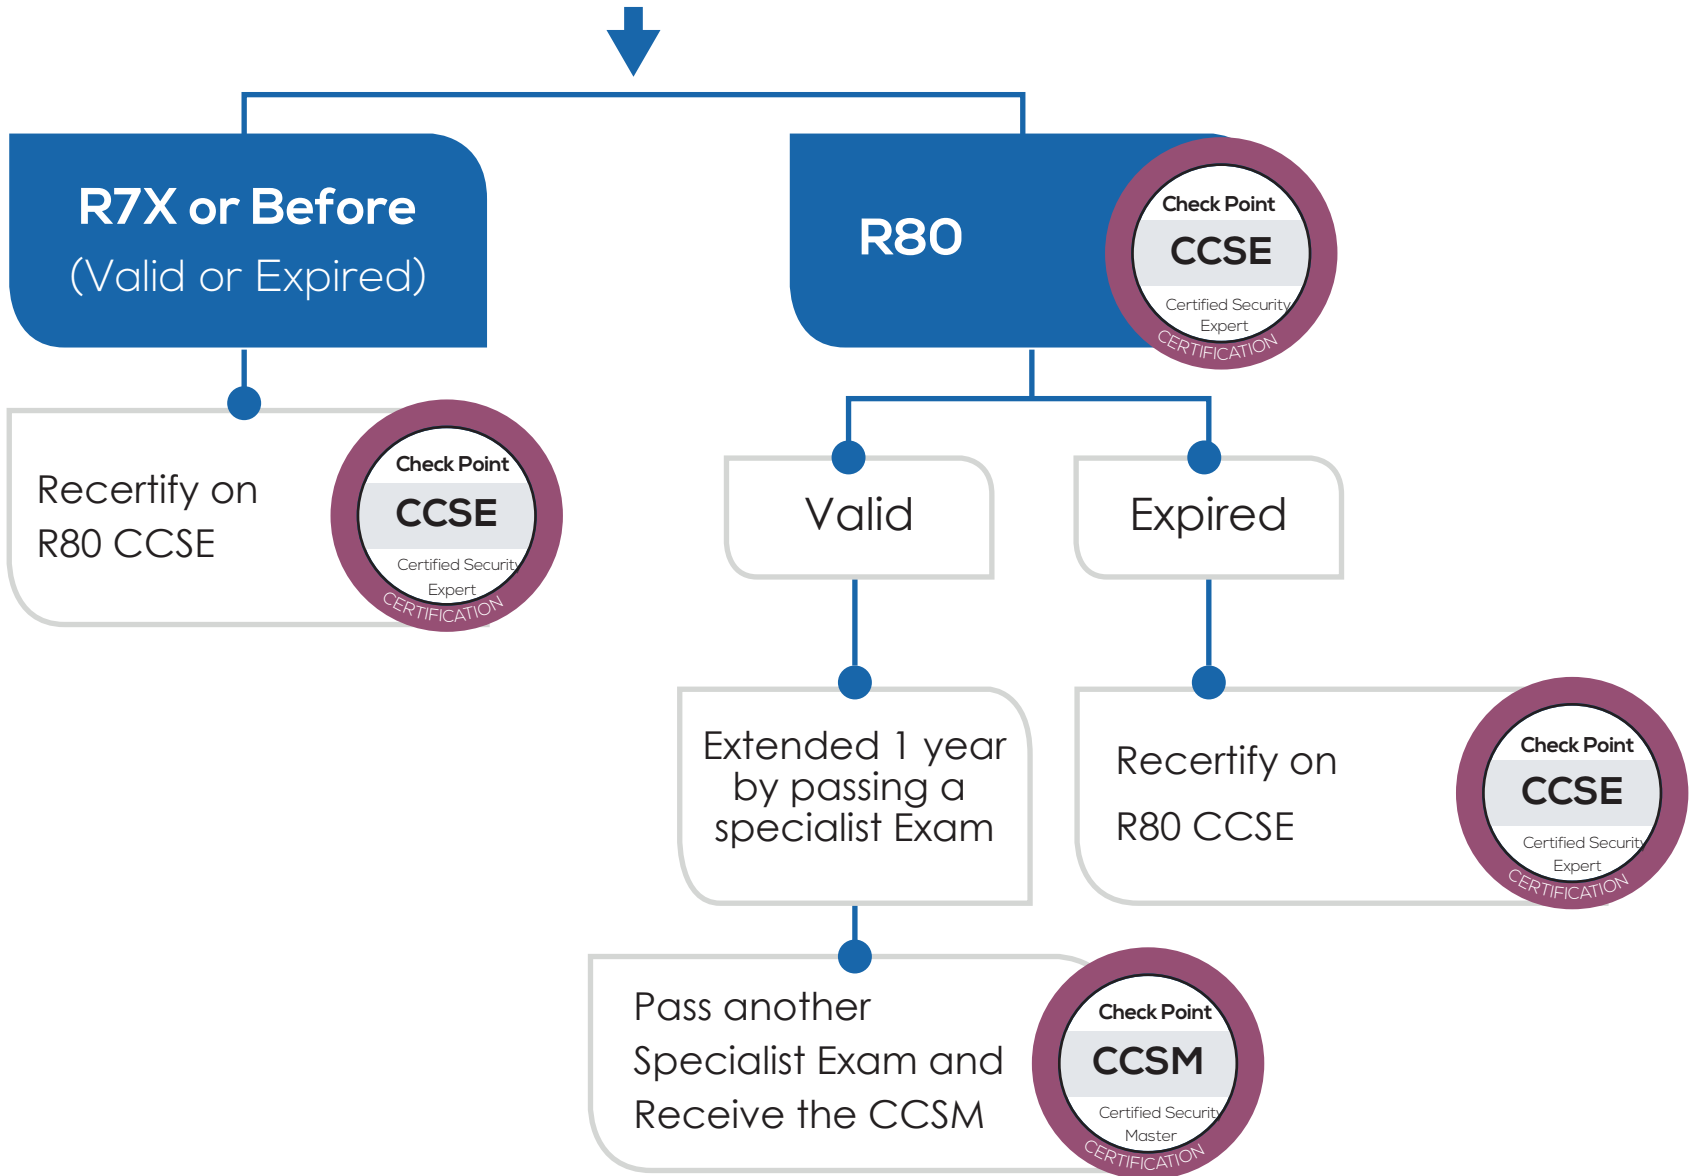 R7X or Before
(Valid or Expired)
R80
Check Point
CCSE
Certified Security
Expert
CERTIFICATION
Recertify on
R80 CCSE
Check Point
CCSE
Certified Security
Expert
CERTIFICATION
Valid
Expired
Extended 1 year
by passing a
specialist Exam
Recertify on
R80 CCSE
Check Point
CCSE
Certified Security
Expert
CERTIFICATION
Pass another
Specialist Exam and
Receive the CCSM
Check Point
CCSM
Certified Security
Master
CERTIFICATION